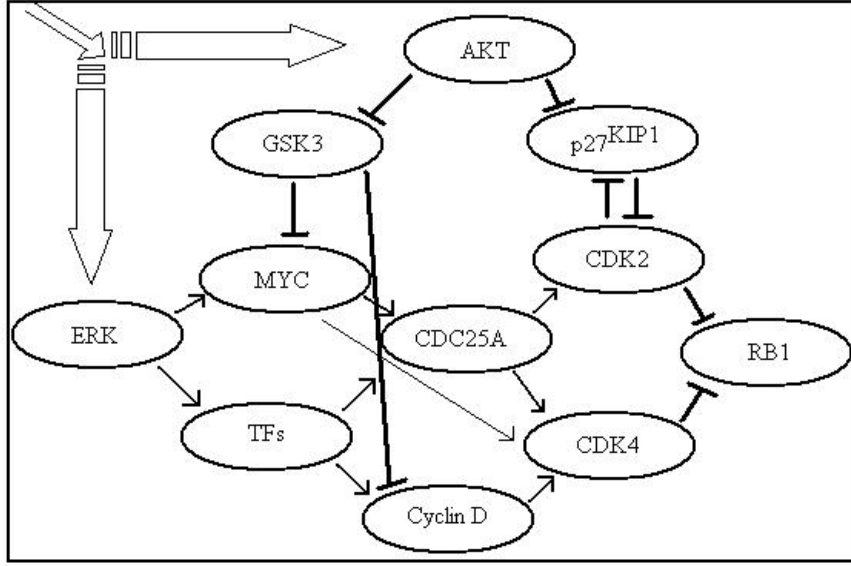 AKT
GSK3
p27KIP1
MYC
CDK2
ERK
CDC25A
RB1
TFs
CDK4
Cyclin D